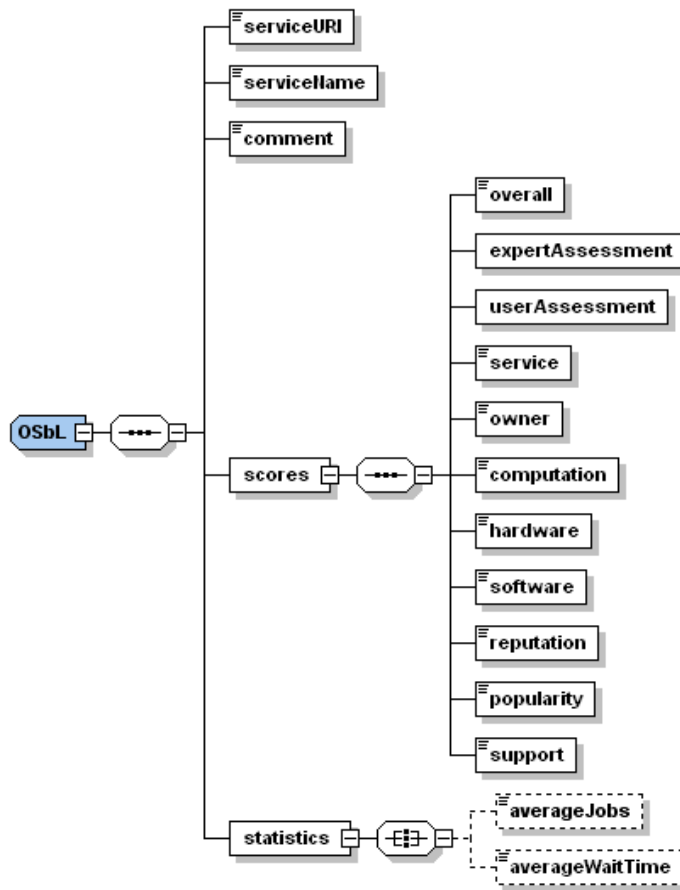 serviceURI
serviceName
comment
overall
expertAssessment
userAssessment
service
owner
OSbL
scores
computation
hardware
software
reputation
popularity
support
averageJobs
statistics
averageWaitTime